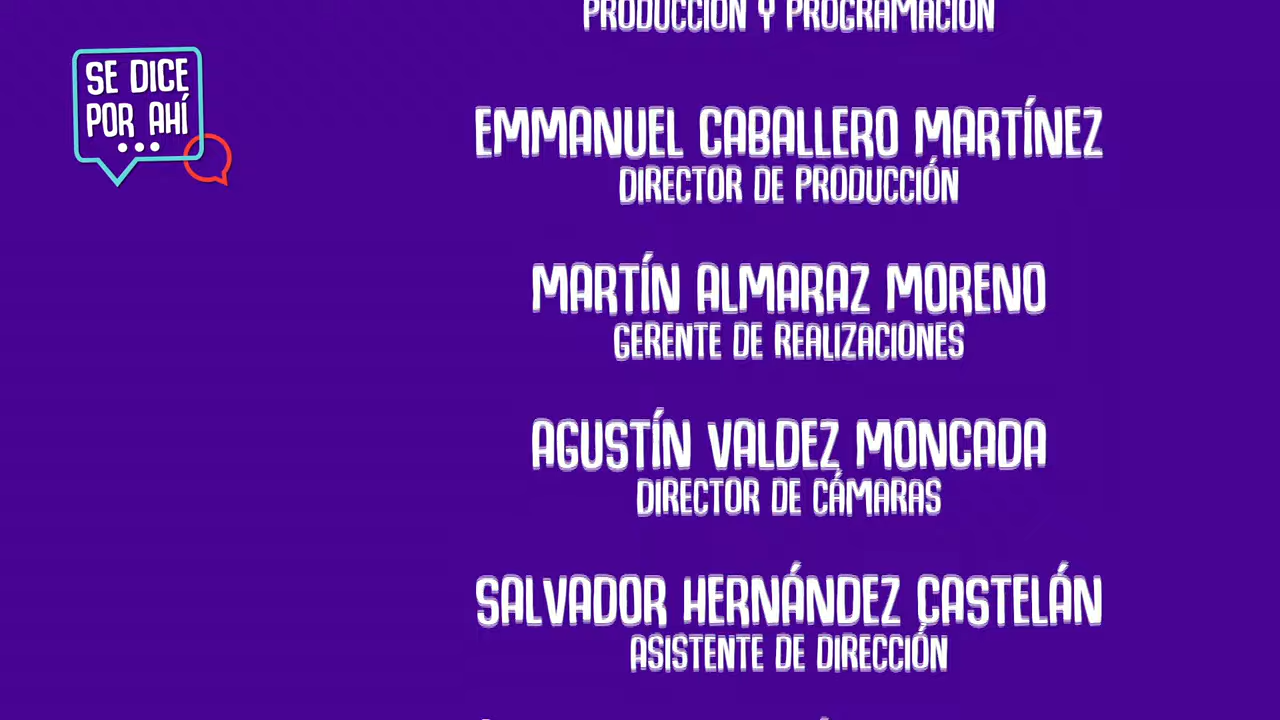 PRODUCCIÓN Y PROGRAMACIÓN
SE DICE
POR AHÍ
...
EMMANUEL CABALLERO MARTÍNEZ
DIRECTOR DE PRODUCCIÓN
MARTÍN ALMARAZ MORENO
GERENTE DE REALIZACIONES
AGUSTÍN VALDEZ MONCADA
DIRECTOR DE CÁMARAS
SALVADOR HERNÁNDEZ CASTELÁN
ASISTENTE DE DIRECCIÓN